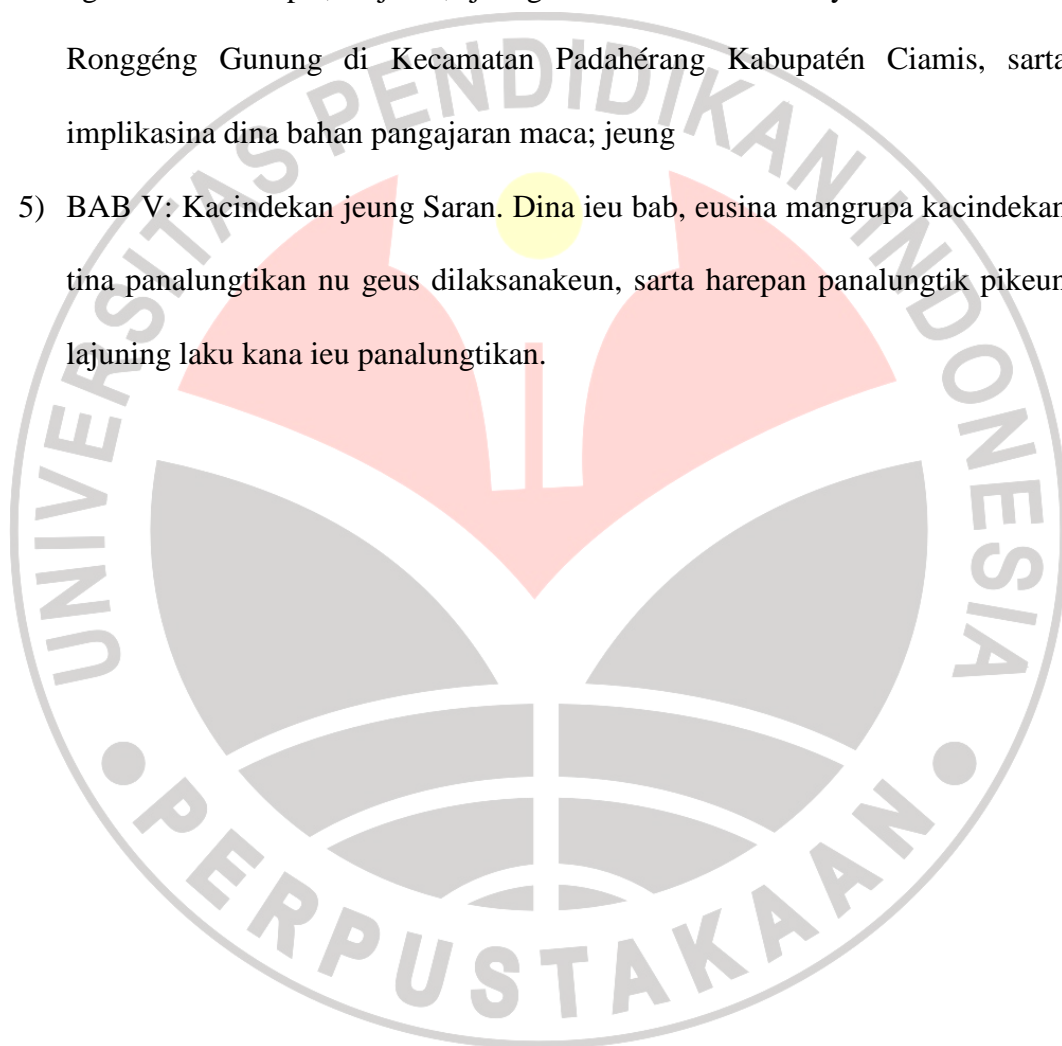 Ronggéng Gunung di Kecamatan Padahérang Kabupatén Ciamis, sarta
implikasina dina bahan pangajaran maca; jeung
5) BAB V: Kacindekan jeung Saran. Dina ieu bab, eusina mangrupa kacindekan
tina panalungtikan nu geus dilaksanakeun, sarta harepan panalungtik pikeun
lajuning laku kana ieu panalungtikan.
UNIVERSITAS PENDIDIKAN INDONESIA
PERPUSTAKAAN